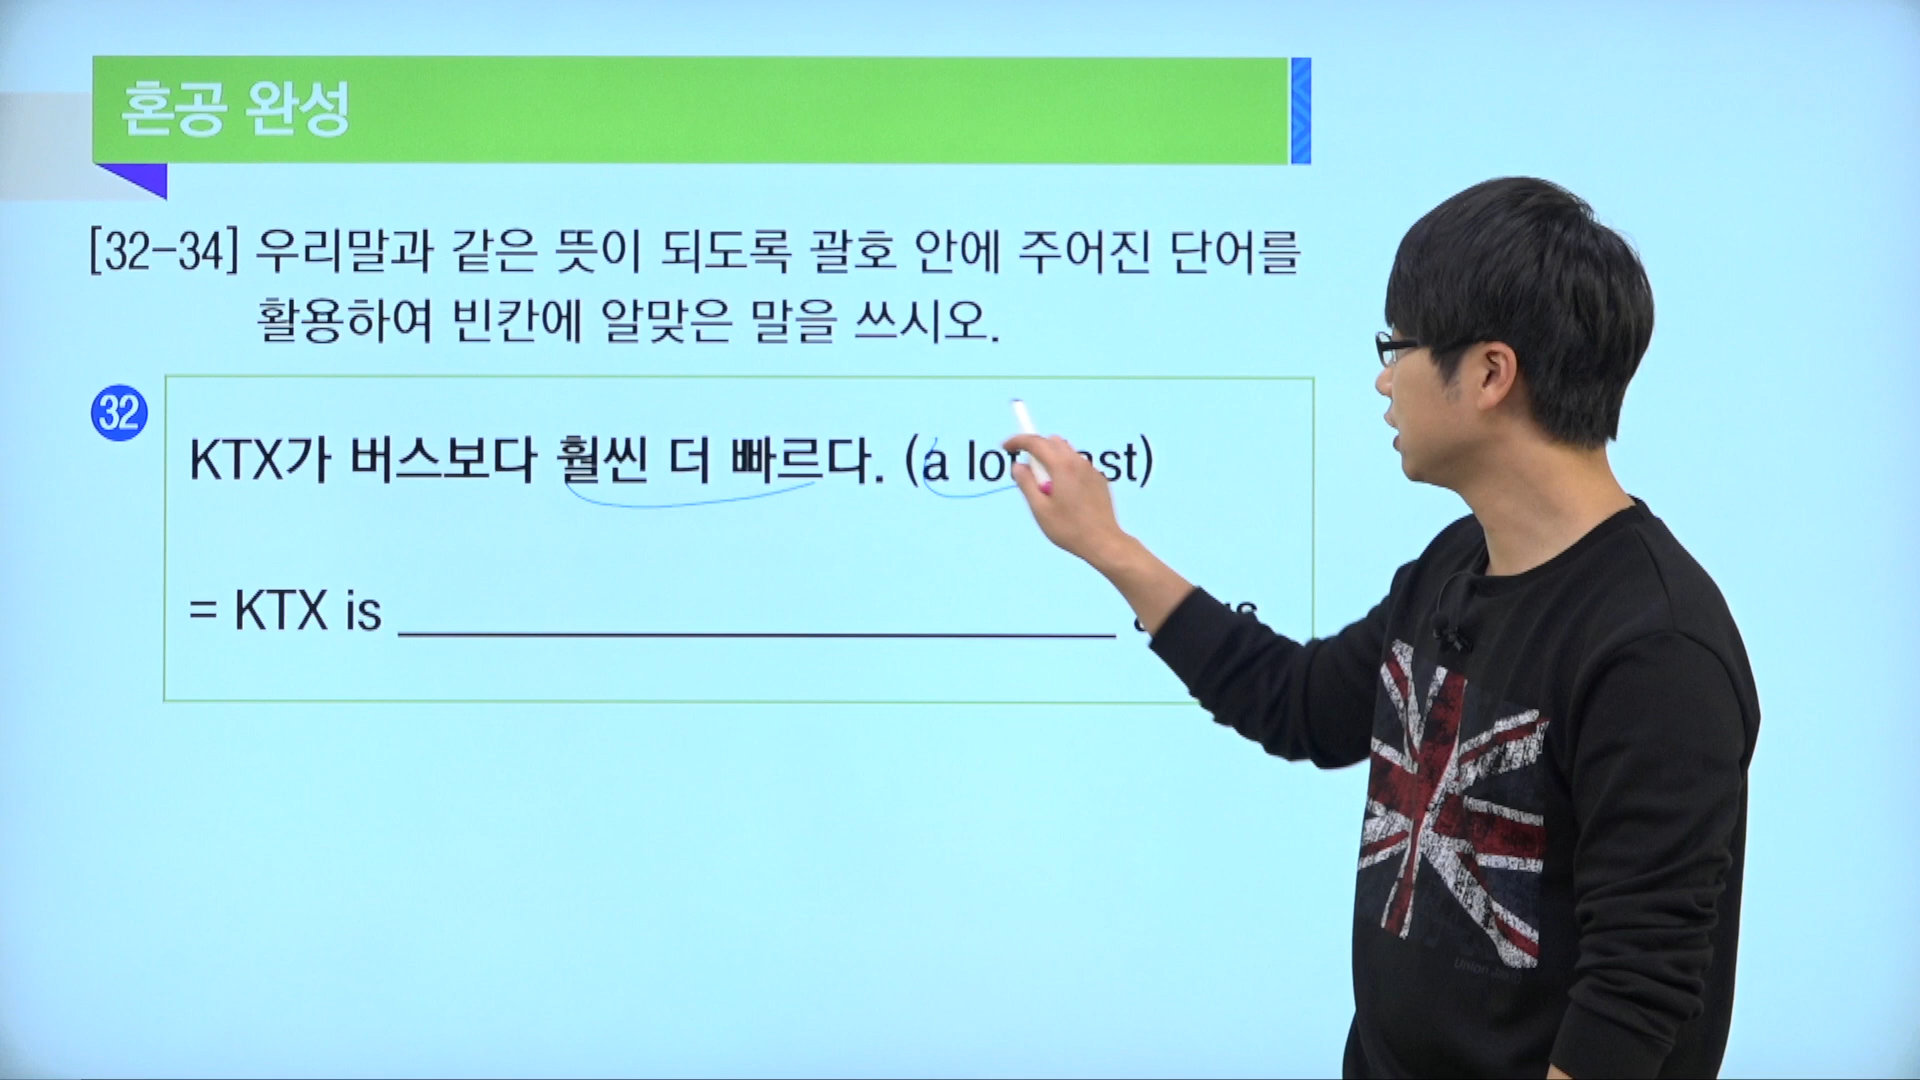 혼공 완성
[32-34] 우리말과 같은 뜻이 되도록 괄호 안에 주어진 단어를
활용하여 빈칸에 알맞은 말을 쓰시오.
32
KTX가 버스보다 훨씬 더 빠르다. (a
= KTX is